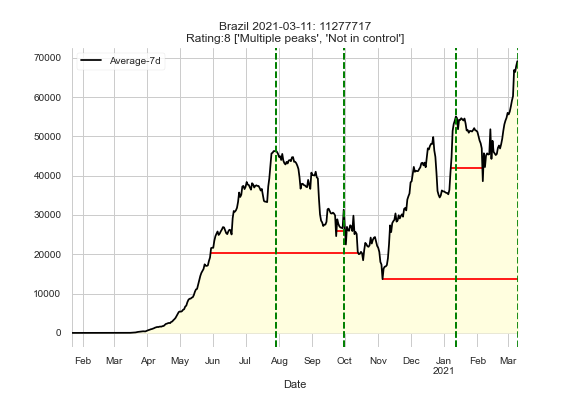 Brazil 2021-03-11: 11277717
Rating:8 ['Multiple peaks', 'Not in control']
Average-7d
70000
60000
50000
40000
30000
20000
10000
0
Feb Mar Apr May Jun Jul Aug Sep Oct Nov Dec Jan Feb Mar
2021
Date